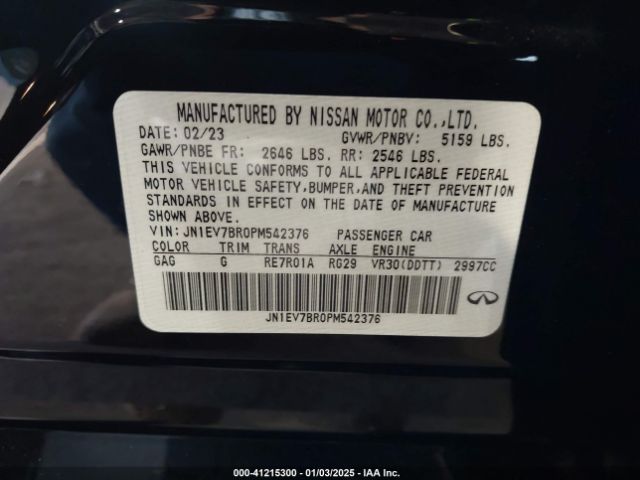 MANUFACTURED BY NISSAN MOTOR CO.,LTD.
DATE: 02/23 GVWR/PNBV: 5159 LBS.
GAWR/PNBE FR: 2646 LBS. RR: 2546 LBS.
THIS VEHICLE CONFORMS TO ALL APPLICABLE FEDERAL
MOTOR VEHICLE SAFETY,BUMPER,AND THEFT PREVENTION
STANDARDS IN EFFECT ON THE DATE OF MANUFACTURE
SHOWN ABOVE.
VIN: JN1EV7BR0PM542376 PASSENGER CAR
COLOR TRIM TRANS AXLE ENGINE
GAG G RE7R01A RG29 VR30(DDTT) 2997CC
JN1EV7BR0PM542376
000-41215300 - 01/03/2025 - IAA Inc.